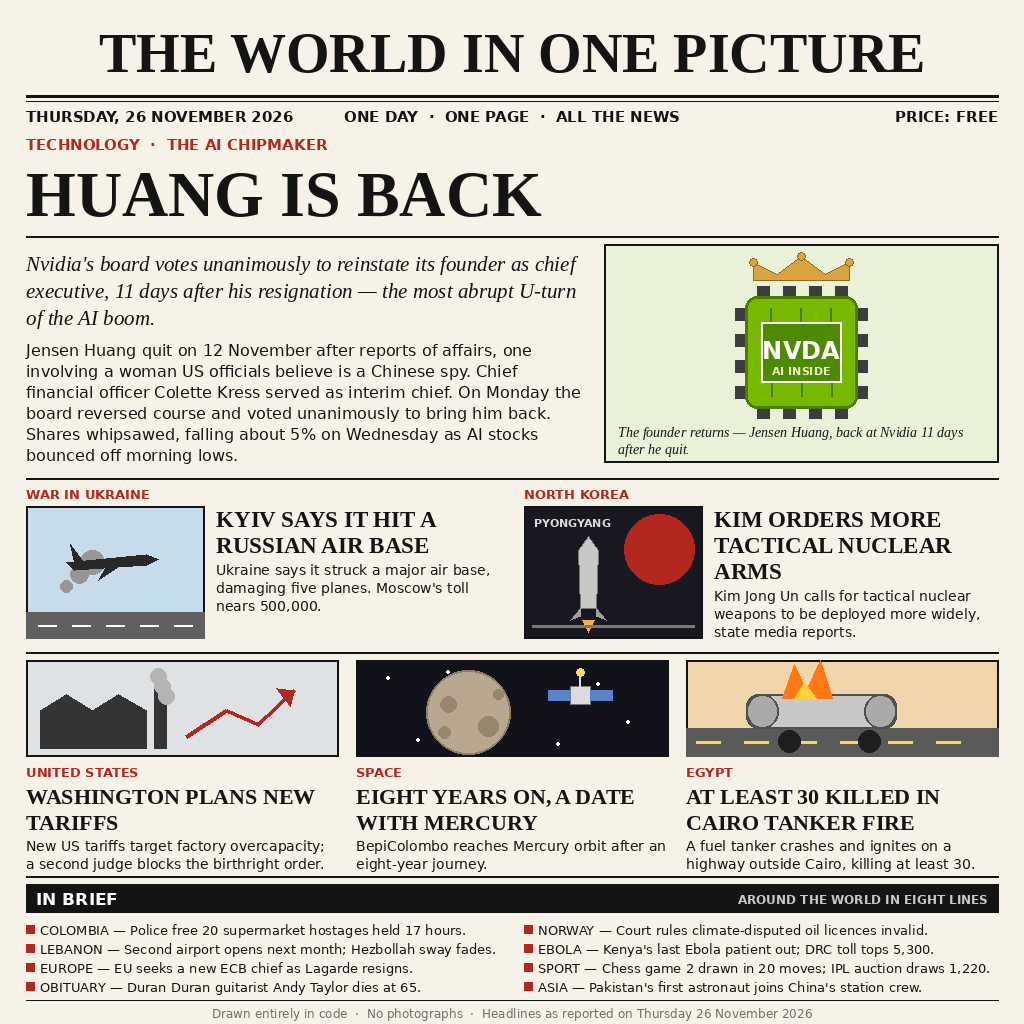 THE WORLD IN ONE PICTURE
THURSDAY, 26 NOVEMBER 2026
ONE DAY · ONE PAGE · ALL THE NEWS
PRICE: FREE
TECHNOLOGY · THE AI CHIPMAKER
HUANG IS BACK
Nvidia's board votes unanimously to reinstate its founder as chief
executive, 11 days after his resignation — the most abrupt U-turn
of the AI boom.
Jensen Huang quit on 12 November after reports of affairs, one
involving a woman US officials believe is a Chinese spy. Chief
financial officer Colette Kress served as interim chief. On Monday the
board reversed course and voted unanimously to bring him back.
Shares whipsawed, falling about 5% on Wednesday as AI stocks
bounced off morning lows.
NVDA
AI INSIDE
The founder returns — Jensen Huang, back at Nvidia 11 days
after he quit.
WAR IN UKRAINE
KYIV SAYS IT HIT A
RUSSIAN AIR BASE
Ukraine says it struck a major air base,
damaging five planes. Moscow's toll
nears 500,000.
NORTH KOREA
PYONGYANG
KIM ORDERS MORE
TACTICAL NUCLEAR
ARMS
Kim Jong Un calls for tactical nuclear
weapons to be deployed more widely,
state media reports.
UNITED STATES
WASHINGTON PLANS NEW
TARIFFS
New US tariffs target factory overcapacity;
a second judge blocks the birthright order.
SPACE
EIGHT YEARS ON, A DATE
WITH MERCURY
BepiColombo reaches Mercury orbit after an
eight-year journey.
EGYPT
AT LEAST 30 KILLED IN
CAIRO TANKER FIRE
A fuel tanker crashes and ignites on a
highway outside Cairo, killing at least 30.
IN BRIEF
AROUND THE WORLD IN EIGHT LINES
COLOMBIA — Police free 20 supermarket hostages held 17 hours.
LEBANON — Second airport opens next month; Hezbollah sway fades.
EUROPE — EU seeks a new ECB chief as Lagarde resigns.
OBITUARY — Duran Duran guitarist Andy Taylor dies at 65.
NORWAY — Court rules climate-disputed oil licences invalid.
EBOLA — Kenya's last Ebola patient out; DRC toll tops 5,300.
SPORT — Chess game 2 drawn in 20 moves; IPL auction draws 1,220.
ASIA — Pakistan's first astronaut joins China's station crew.
Drawn entirely in code · No photographs · Headlines as reported on Thursday 26 November 2026